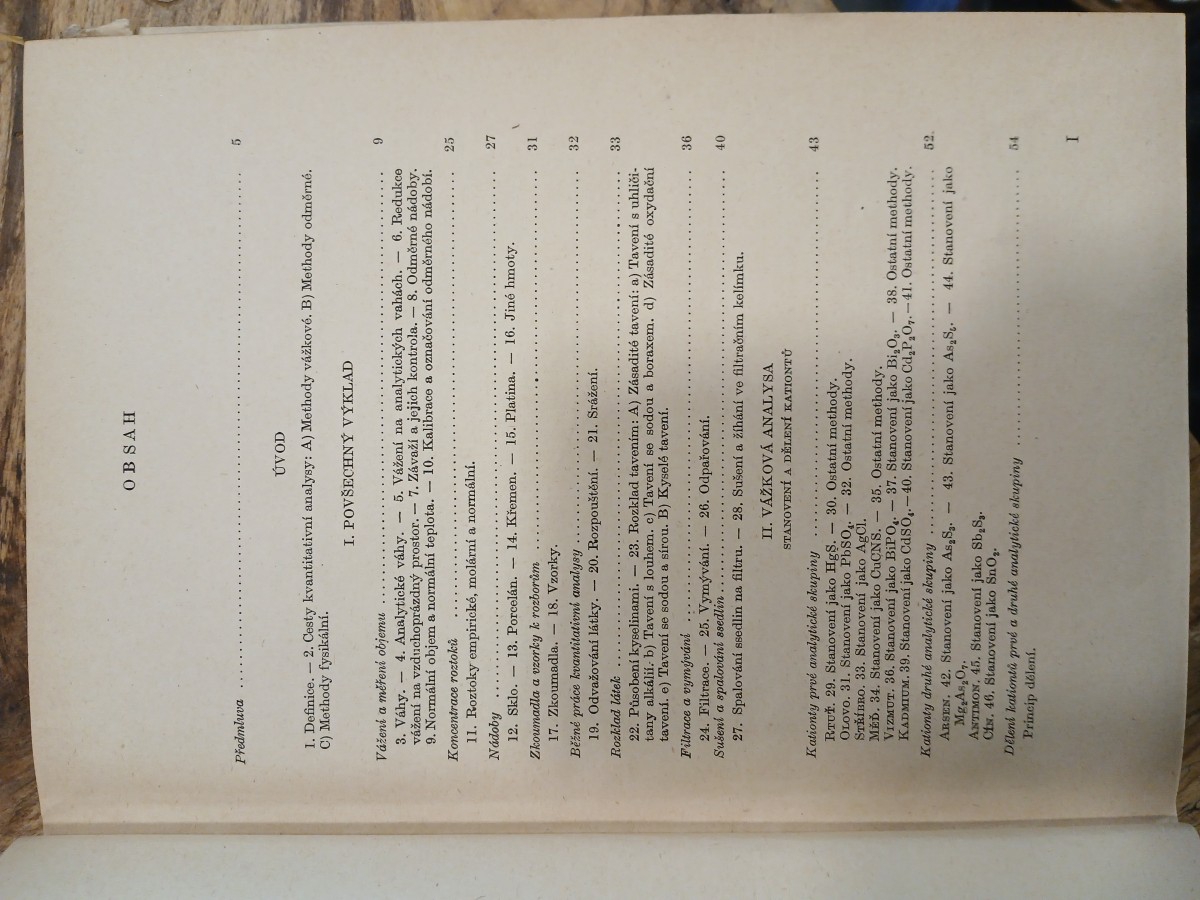 OBSAH
Předmluva ........ 5
ÚVOD
1. Definice. — 2. Cesty kvantitativní analysy: A) Methody vážkové. B) Methody odměrné.
C) Methody fysikální.
I. POVŠECHNÝ VÝKLAD
Vážení a měření objemu ........ 9
3. Váhy. — 4. Analytické váhy. — 5. Vážení na analytických vahách. — 6. Redukce
vážení na vzduchoprázdný prostor. — 7. Závaží a jejich kontrola. — 8. Odměrné nádoby.
9. Normální objem a normální teplota. — 10. Kalibrace a označování odměrného nádobí.
Koncentrace roztoků ........ 25
11. Roztoky empirické, molární a normální.
Nádoby ........ 27
12. Sklo. — 13. Porcelán. — 14. Křemen. — 15. Platina. — 16. Jiné hmoty.
Zkoumadla a vzorky k rozborům ........ 31
17. Zkoumadla. — 18. Vzorky.
Běžné práce kvantitativní analysy ........ 32
19. Odvažování látky. — 20. Rozpouštění. — 21. Srážení.
Rozklad látek ........ 33
22. Působení kyselinami. — 23. Rozklad tavením: A) Zásadité tavení: a) Tavení s uhliči-
tany alkálií. b) Tavení s louhem. c) Tavení se sodou a boraxem. d) Zásadité oxydační
tavení. e) Tavení se sodou a sírou. B) Kyselé tavení.
Filtrace a vymývání ........ 36
24. Filtrace. — 25. Vymývání. — 26. Odpařování.
Sušení a spalování ssedlin ........ 40
27. Spalování ssedlin na filtru. — 28. Sušení a žíhání ve filtračním kelímku.
II. VÁŽKOVÁ ANALYSA
STANOVENÍ A DĚLENÍ KATIONTŮ
Kationty prvé analytické skupiny ........ 43
RTUŤ. 29. Stanovení jako HgS. — 30. Ostatní methody.
OLOVO. 31. Stanovení jako PbSO₄. — 32. Ostatní methody.
STŘÍBRO. 33. Stanovení jako AgCl.
MĚĎ. 34. Stanovení jako CuCNS. — 35. Ostatní methody.
VIZMUT. 36. Stanovení jako BiPO₄. — 37. Stanovení jako Bi₂O₃. — 38. Ostatní methody.
KADMIUM. 39. Stanovení jako CdSO₄. — 40. Stanovení jako Cd₂P₂O₇. — 41. Ostatní methody.
Kationty druhé analytické skupiny ........ 52
ARSEN. 42. Stanovení jako As₂S₃. — 43. Stanovení jako As₂S₅. — 44. Stanovení jako
Mg₂As₂O₇.
ANTIMON. 45. Stanovení jako Sb₂S₃.
CÍN. 46. Stanovení jako SnO₂.
Dělení kationtů prvé a druhé analytické skupiny ........ 54
Princip dělení.
I